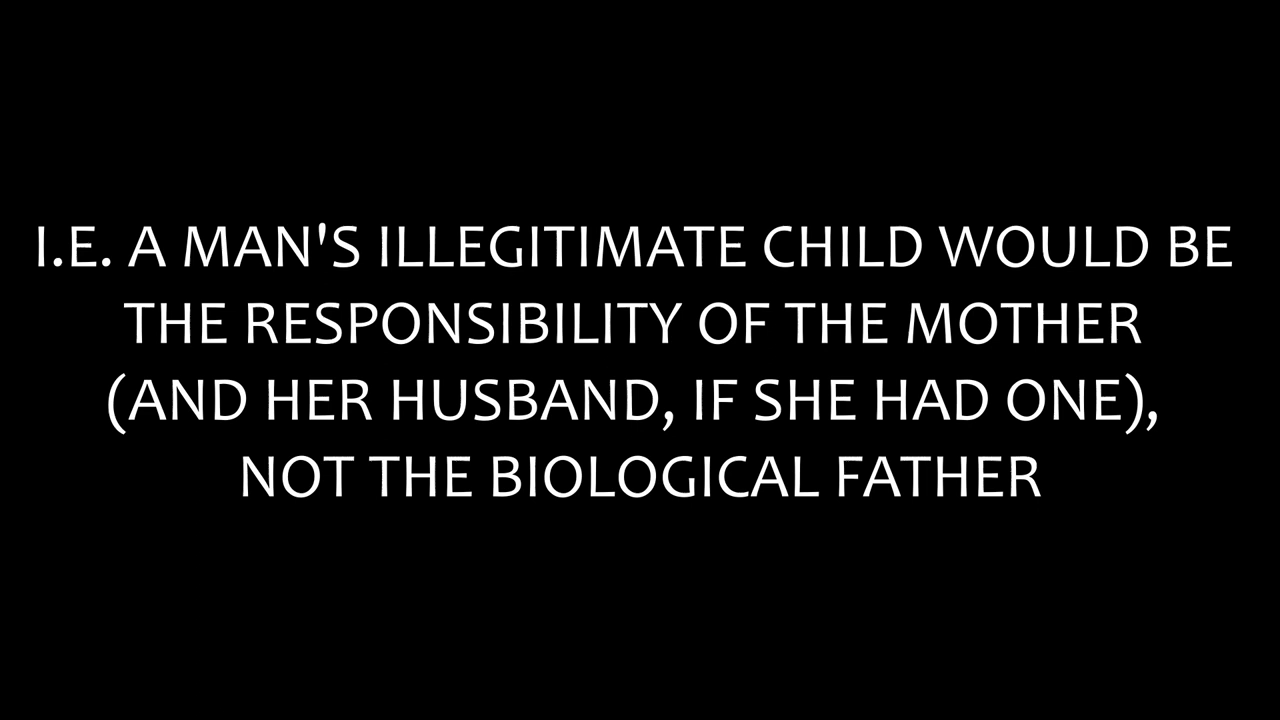 I.E. A MAN'S ILLEGITIMATE CHILD WOULD BE
THE RESPONSIBILITY OF THE MOTHER
(AND HER HUSBAND, IF SHE HAD ONE),
NOT THE BIOLOGICAL FATHER